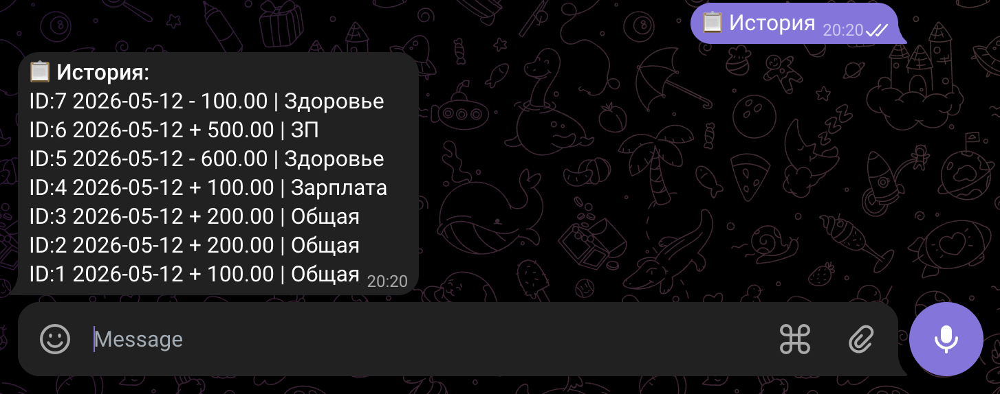 📋 История 20:20
📋 История:
ID:7 2026-05-12 - 100.00 | Здоровье
ID:6 2026-05-12 + 500.00 | ЗП
ID:5 2026-05-12 - 600.00 | Здоровье
ID:4 2026-05-12 + 100.00 | Зарплата
ID:3 2026-05-12 + 200.00 | Общая
ID:2 2026-05-12 + 200.00 | Общая
ID:1 2026-05-12 + 100.00 | Общая 20:20
Message